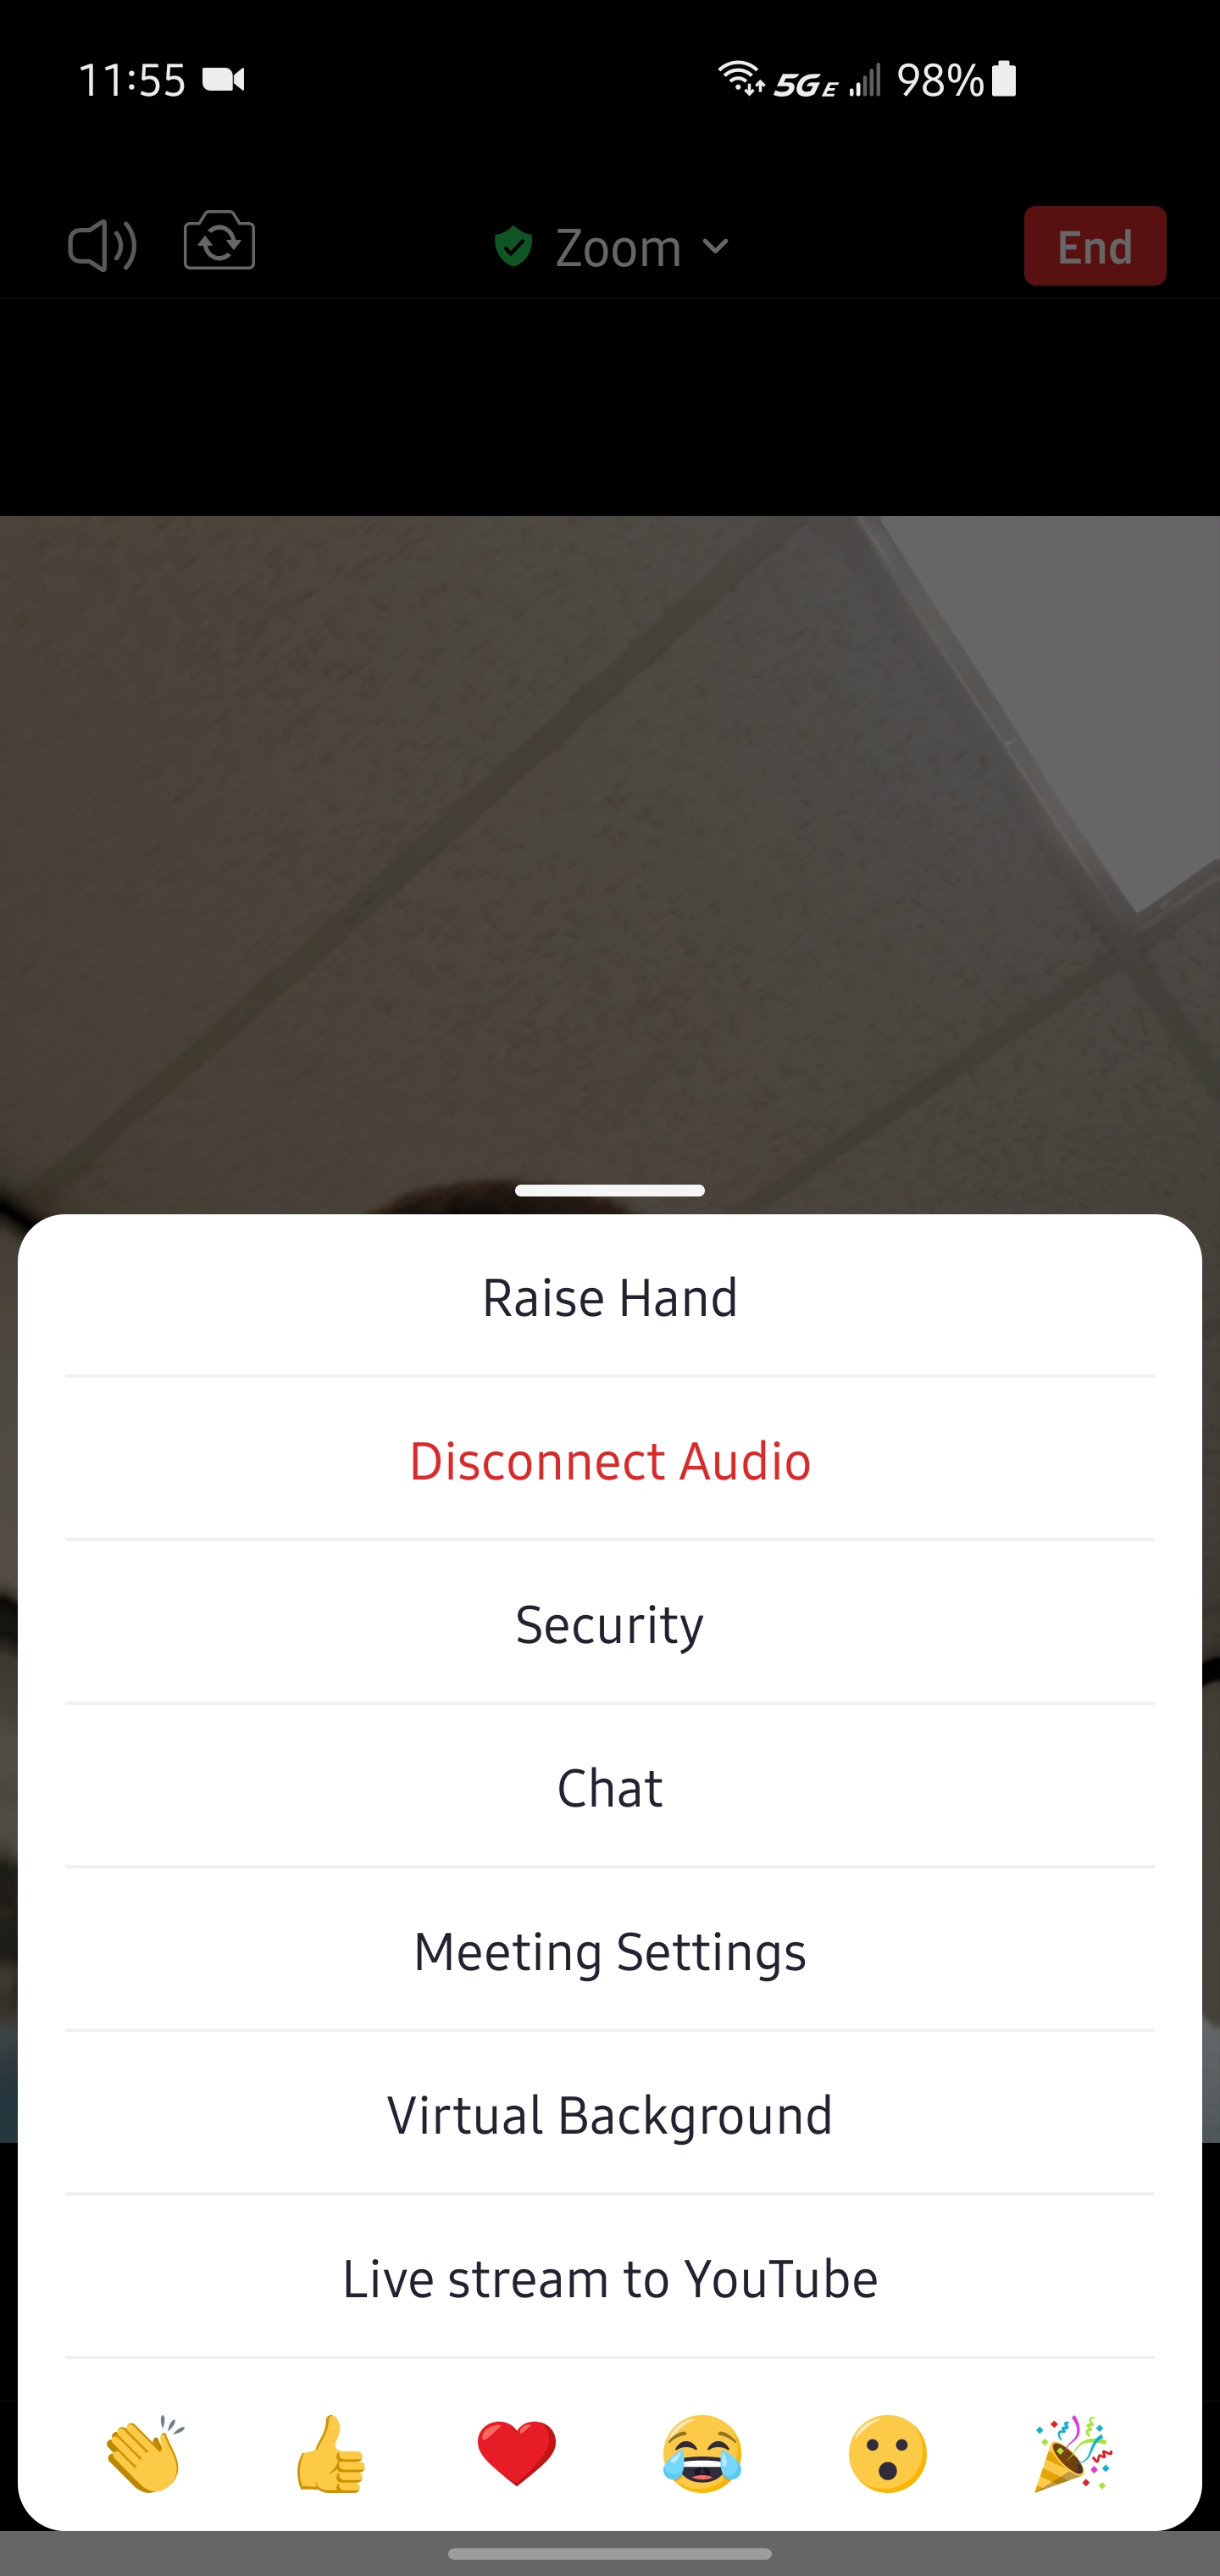 11:55 5G E 98%
Zoom End
Raise Hand
Disconnect Audio
Security
Chat
Meeting Settings
Virtual Background
Live stream to YouTube